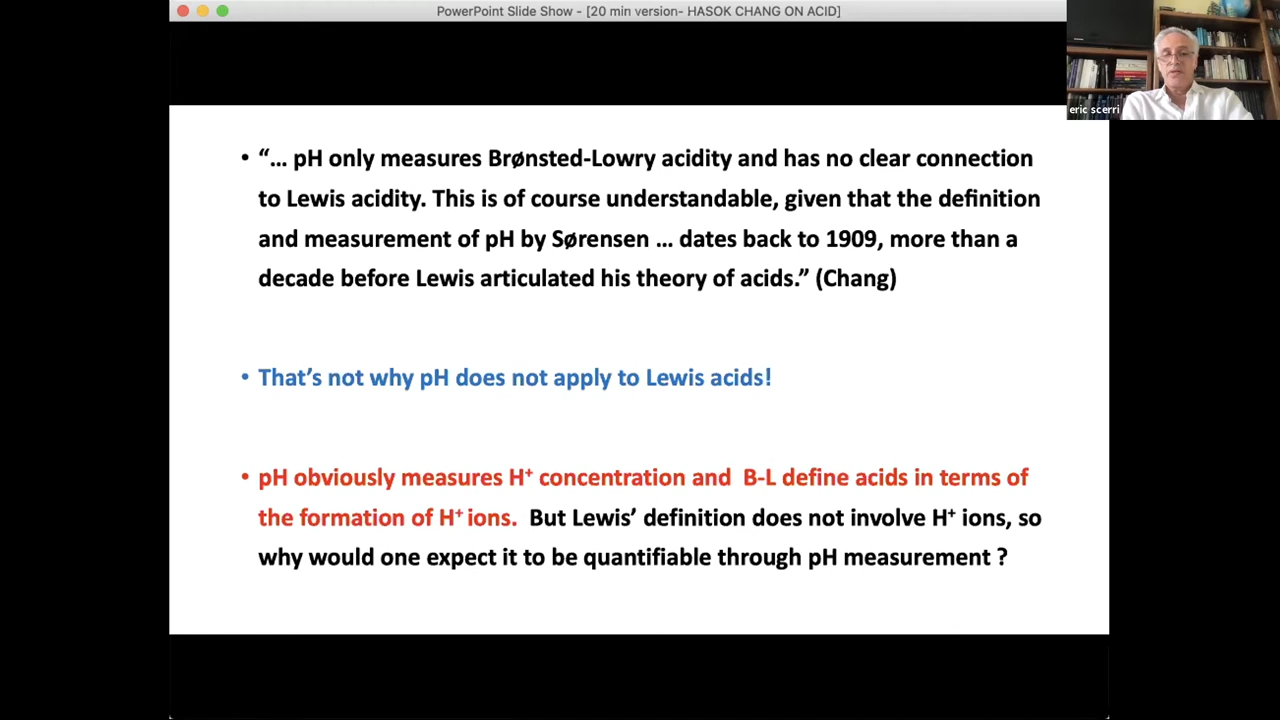 PowerPoint Slide Show - [20 min version- HASOK CHANG ON ACID]
eric scerri
• “... pH only measures Brønsted-Lowry acidity and has no clear connection
to Lewis acidity. This is of course understandable, given that the definition
and measurement of pH by Sørensen ... dates back to 1909, more than a
decade before Lewis articulated his theory of acids.” (Chang)
• That’s not why pH does not apply to Lewis acids!
• pH obviously measures H⁺ concentration and B-L define acids in terms of
the formation of H⁺ ions. But Lewis’ definition does not involve H⁺ ions, so
why would one expect it to be quantifiable through pH measurement ?